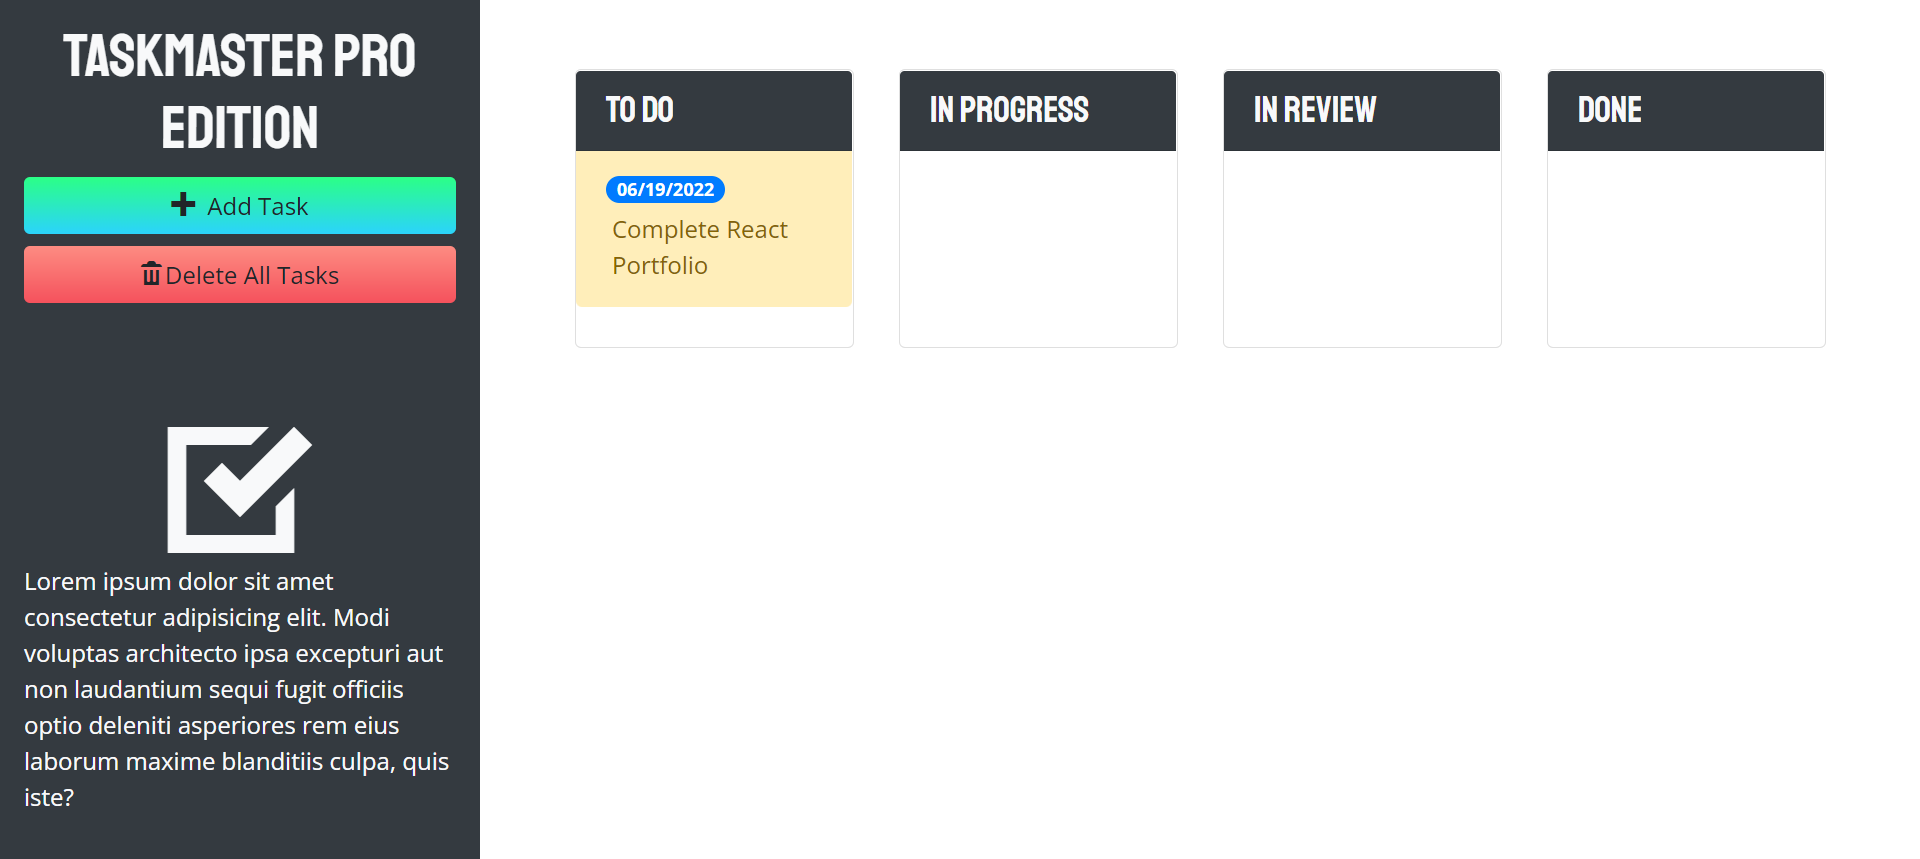 TASKMASTER PRO
EDITION
Add Task
Delete All Tasks
Lorem ipsum dolor sit amet
consectetur adipisicing elit. Modi
voluptas architecto ipsa excepturi aut
non laudantium sequi fugit officiis
optio deleniti asperiores rem eius
laborum maxime blanditiis culpa, quis
iste?
TO DO
06/19/2022
Complete React
Portfolio
IN PROGRESS
IN REVIEW
DONE